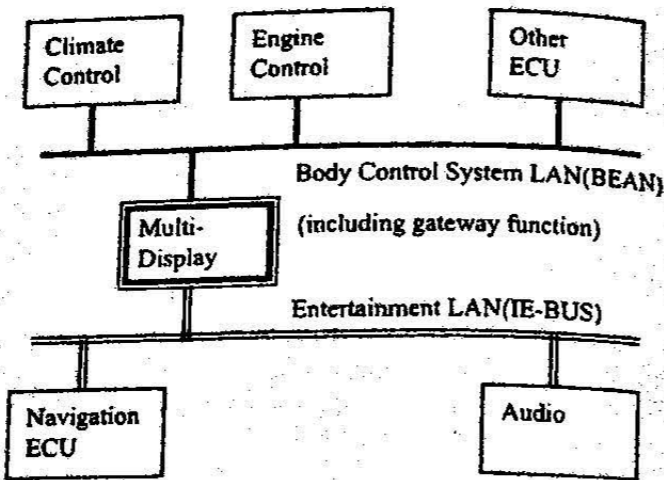 Climate
Control
Engine
Control
Other
ECU
Body Control System LAN(BEAN)
Multi-
Display
(including gateway function)
Entertainment LAN(IE-BUS)
Navigation
ECU
Audio